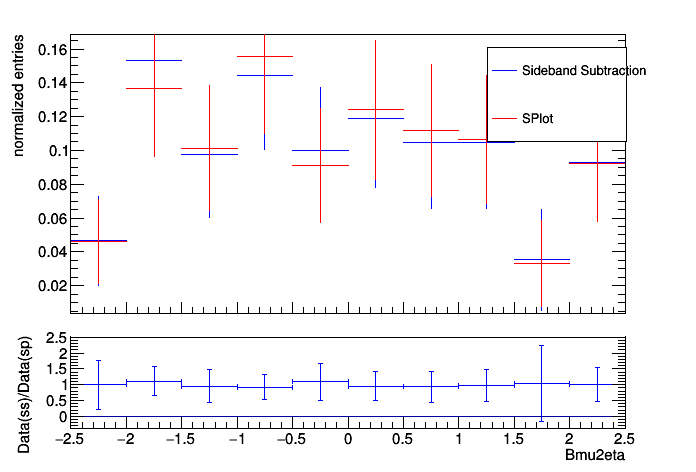 normalized entries
0.16
0.14
0.12
0.1
0.08
0.06
0.04
0.02
Sideband Subtraction
SPlot
Data(ss)/Data(sp)
2.5
2
1.5
1
0.5
0
−2.5 −2 −1.5 −1 −0.5 0 0.5 1 1.5 2 2.5
Bmu2eta